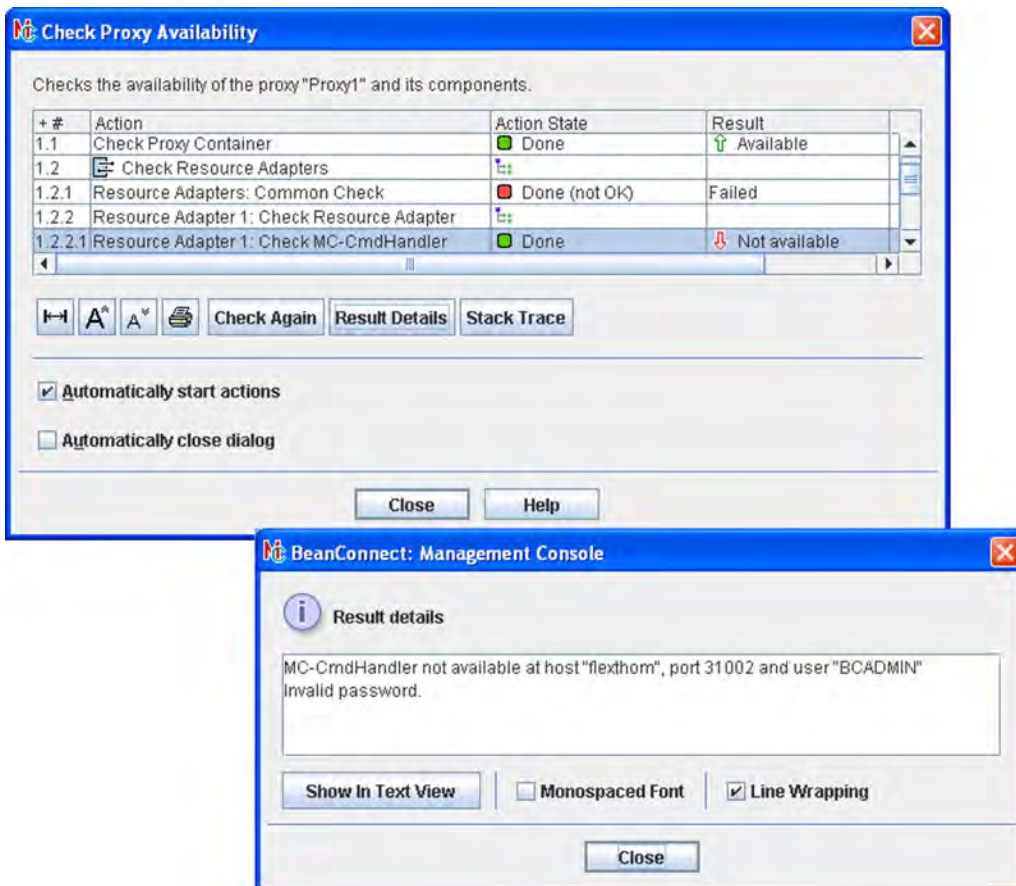 Check Proxy Availability
Checks the availability of the proxy "Proxy1" and its components.
+ # Action Action State Result
1.1 Check Proxy Container Done Available
1.2 Check Resource Adapters
1.2.1 Resource Adapters: Common Check Done (not OK) Failed
1.2.2 Resource Adapter 1: Check Resource Adapter
1.2.2.1 Resource Adapter 1: Check MC-CmdHandler Done Not available
A A Check Again Result Details Stack Trace
Automatically start actions
Automatically close dialog
Close Help
BeanConnect: Management Console
i Result details
MC-CmdHandler not available at host "flexthom", port 31002 and user "BCADMIN"
Invalid password.
Show In Text View Monospaced Font Line Wrapping
Close